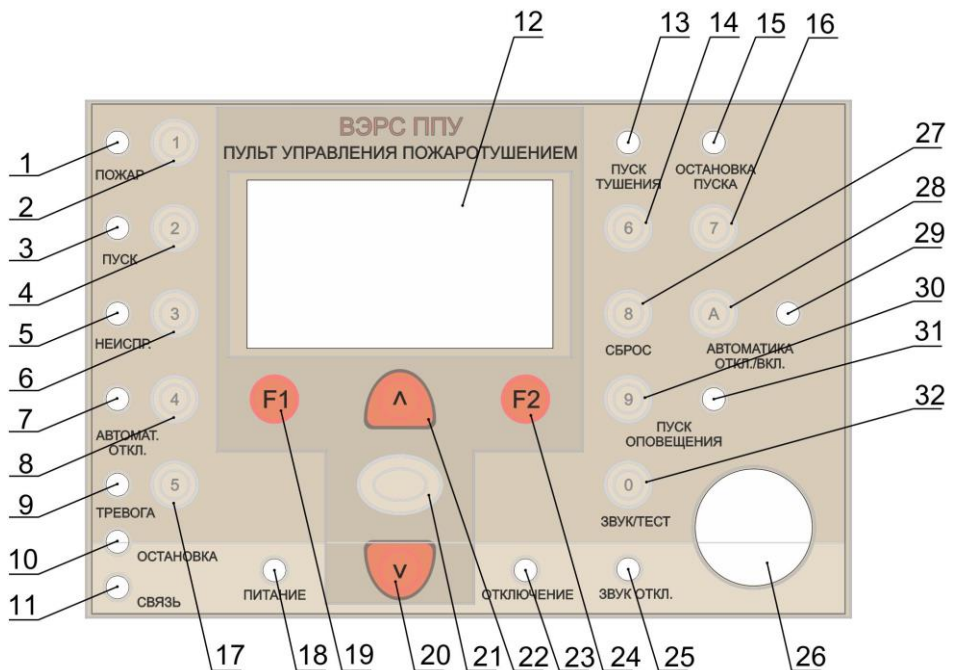 12 13 14 15 16
ВЭРС ППУ
ПУЛЬТ УПРАВЛЕНИЯ ПОЖАРОТУШЕНИЕМ
1
ПОЖАР
1
2
3
ПУСК
2
4
5
НЕИСПР.
3
6
7
АВТОМАТ.
ОТКЛ.
4
8
9
ТРЕВОГА
5
10
ОСТАНОВКА
11
СВЯЗЬ
F1
^
F2
v
ПИТАНИЕ
ОТКЛЮЧЕНИЕ
ЗВУК ОТКЛ.
ПУСК
ТУШЕНИЯ
ОСТАНОВКА
ПУСКА
6
7
27
28
29
8
СБРОС
A
АВТОМАТИКА
ОТКЛ./ВКЛ.
30
31
9
ПУСК
ОПОВЕЩЕНИЯ
32
0
ЗВУК/ТЕСТ
17 18 19 20 21 22 23 24 25 26